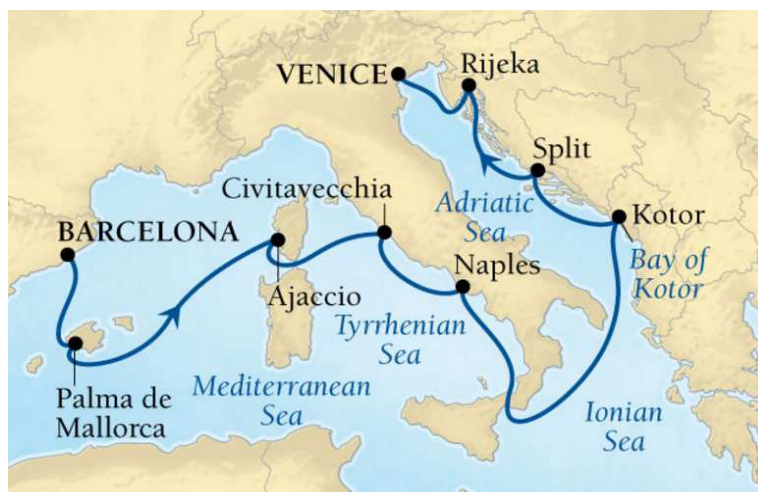 VENICE
Rijeka
Split
Civitavecchia
Adriatic
Sea
Kotor
BARCELONA
Bay of
Kotor
Naples
Ajaccio
Tyrrhenian
Sea
Mediterranean
Sea
Palma de
Mallorca
Ionian
Sea